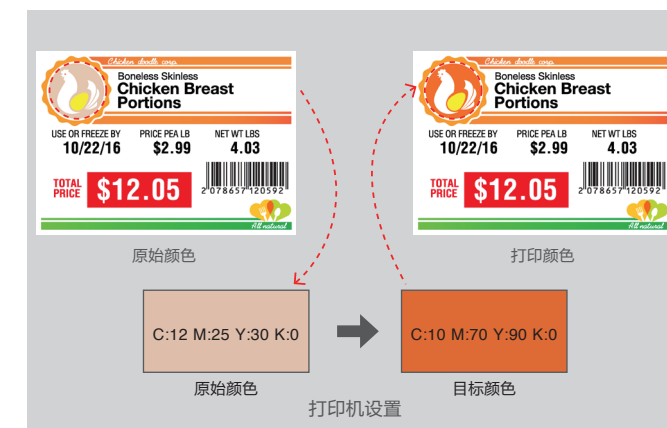 Chicken doodle corp.
Boneless Skinless
Chicken Breast
Portions
USE OR FREEZE BY PRICE PEA LB NET WT LBS
10/22/16 $2.99 4.03
TOTAL
PRICE
$12.05
2 078657 120592
All natural
原始颜色
Chicken doodle corp.
Boneless Skinless
Chicken Breast
Portions
USE OR FREEZE BY PRICE PEA LB NET WT LBS
10/22/16 $2.99 4.03
TOTAL
PRICE
$12.05
2 078657 120592
All natural
打印颜色
C:12 M:25 Y:30 K:0
原始颜色
C:10 M:70 Y:90 K:0
目标颜色
打印机设置